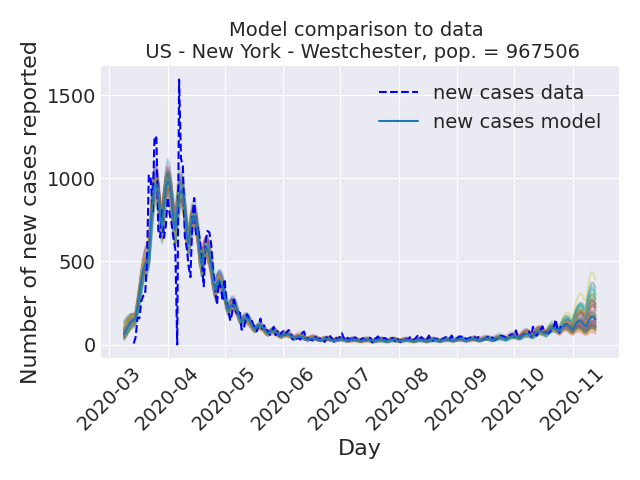 Model comparison to data
US - New York - Westchester, pop. = 967506
Number of new cases reported
1500
1000
500
0
new cases data
new cases model
2020-03
2020-04
2020-05
2020-06
2020-07
2020-08
2020-09
2020-10
2020-11
Day